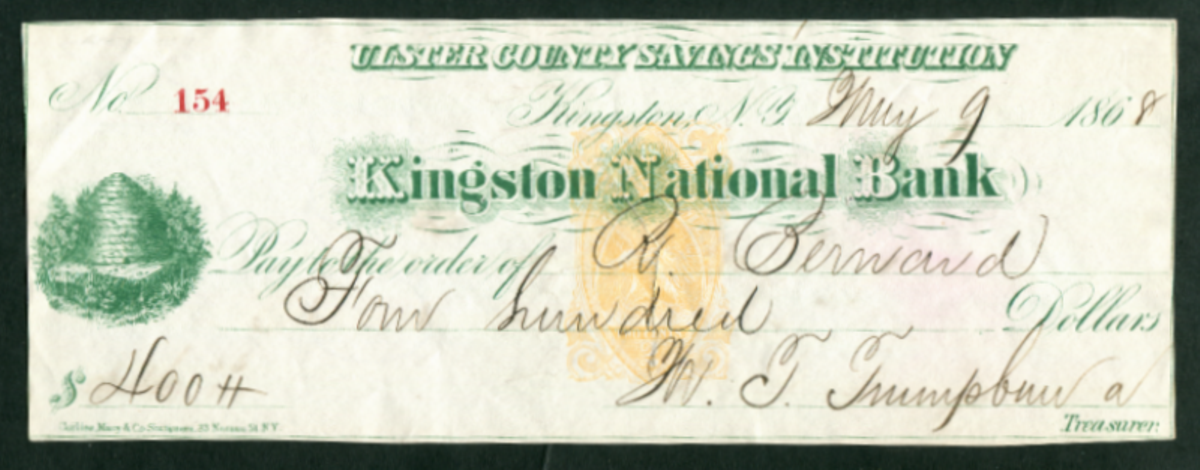 ULSTER COUNTY SAVINGS INSTITUTION
No 154
Kingston, N.Y. May 9 1868
Kingston National Bank
Pay to the order of R. Bernard
Four hundred Dollars
$ 400
W. T. Trumpbour
Treasurer.